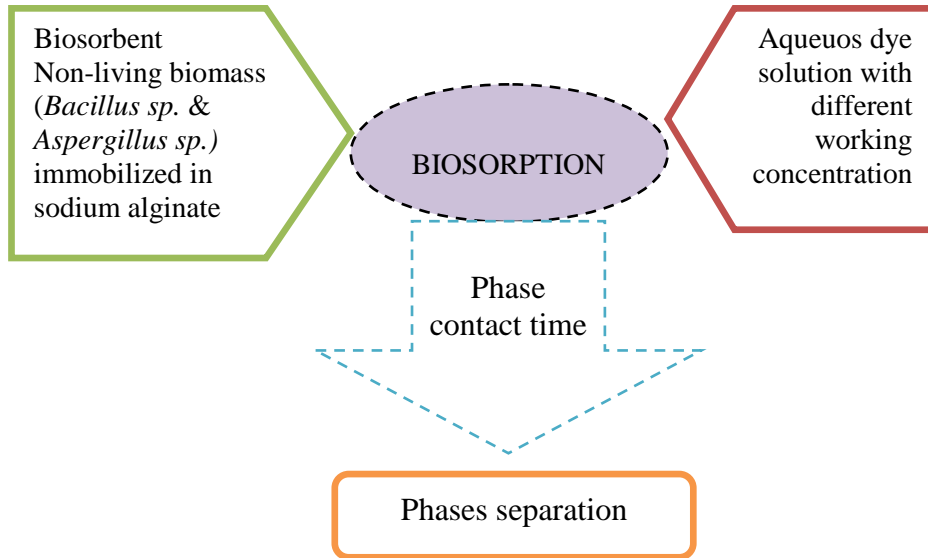 Biosorbent
Non-living biomass
(Bacillus sp. &
Aspergillus sp.)
immobilized in
sodium alginate
BIOSORPTION
Aqueuos dye
solution with
different
working
concentration
Phase
contact time
Phases separation